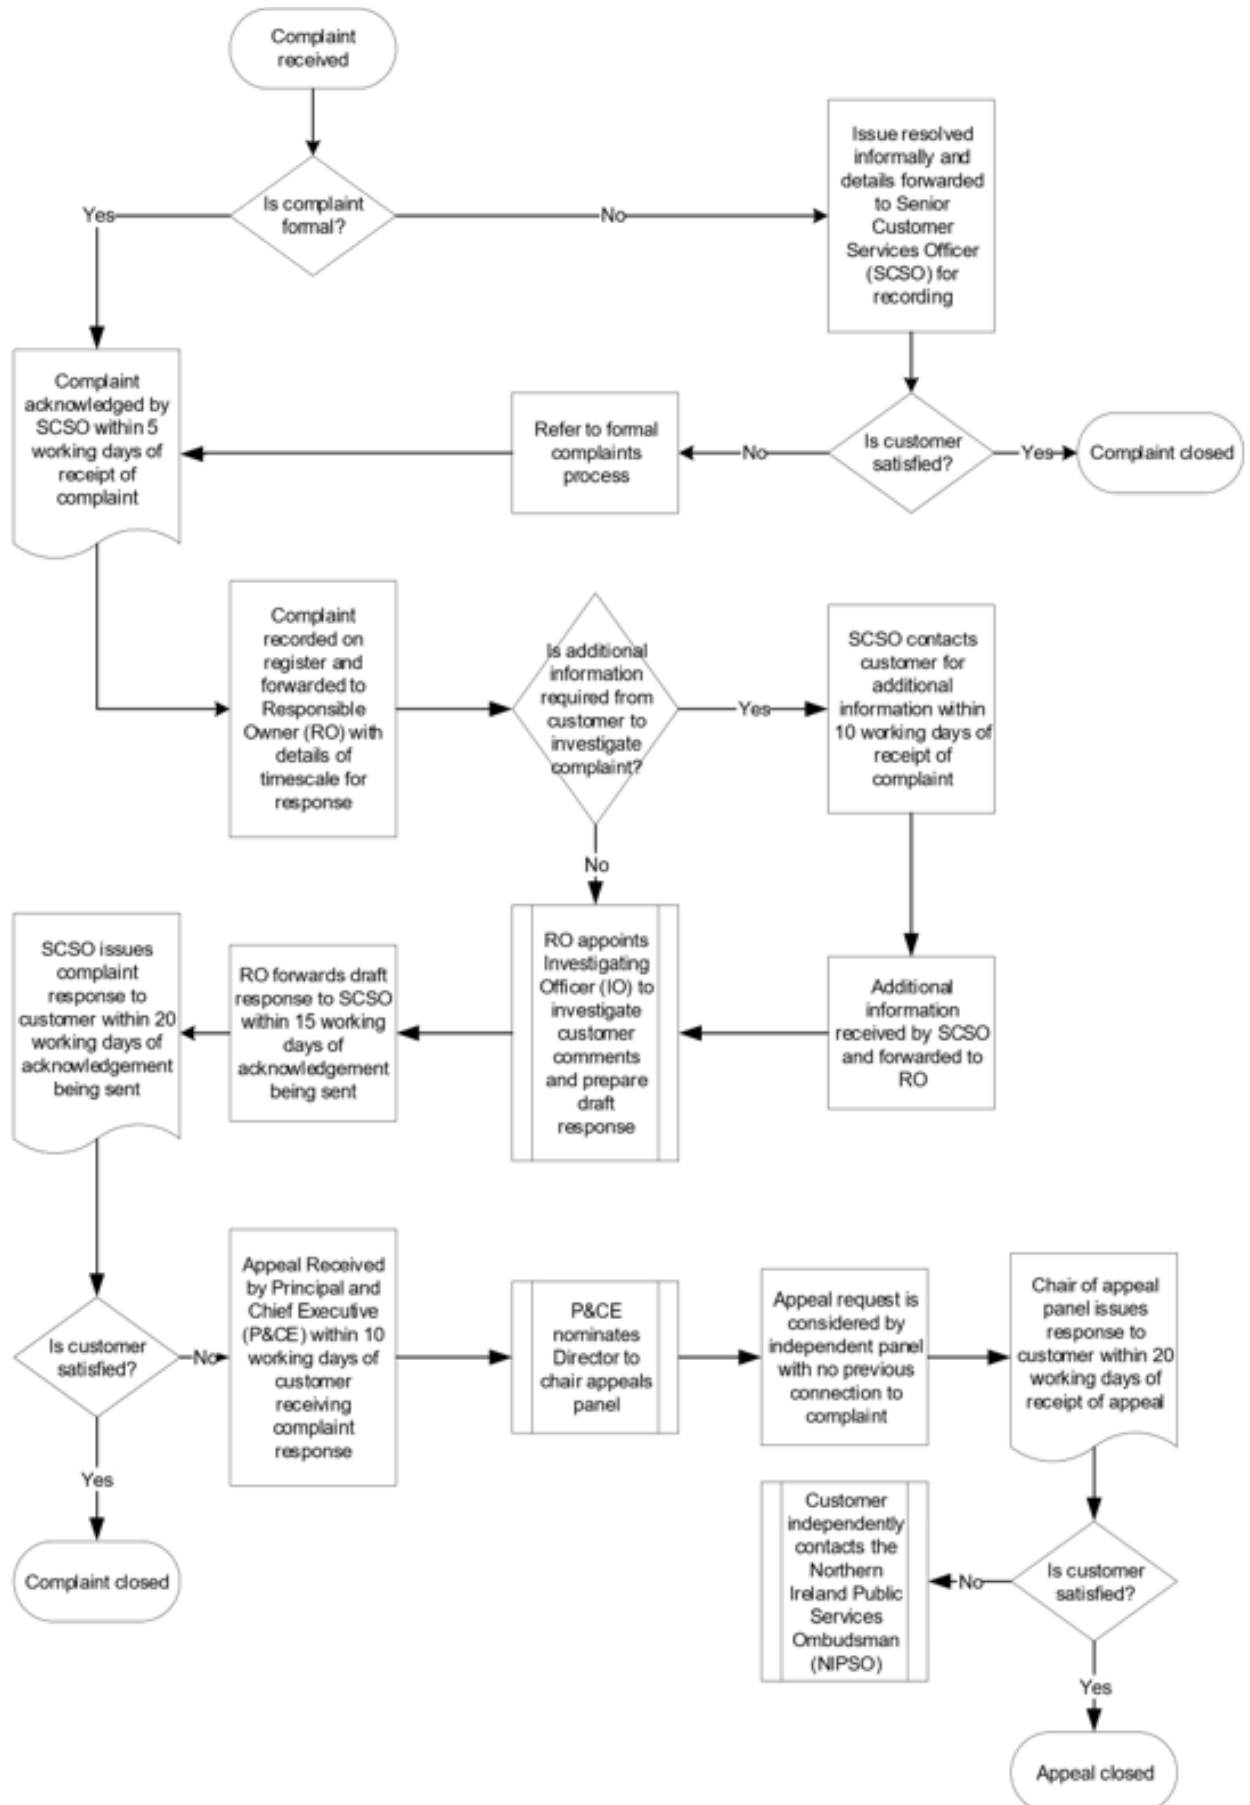 Complaint
received
Is complaint
formal?
Yes
No
Issue resolved
informally and
details forwarded
to Senior
Customer
Services Officer
(SCSO) for
recording
Complaint
acknowledged by
SCSO within 5
working days of
receipt of
complaint
Refer to formal
complaints
process
No
Is customer
satisfied?
Yes
Complaint closed
Complaint
recorded on
register and
forwarded to
Responsible
Owner (RO) with
details of
timescale for
response
Is additional
information
required from
customer to
investigate
complaint?
Yes
SCSO contacts
customer for
additional
information within
10 working days of
receipt of
complaint
No
SCSO issues
complaint
response to
customer within 20
working days of
acknowledgement
being sent
RO forwards draft
response to SCSO
within 15 working
days of
acknowledgement
being sent
RO appoints
Investigating
Officer (IO) to
investigate
customer
comments
and prepare
draft
response
Additional
information
received by SCSO
and forwarded to
RO
Is customer
satisfied?
No
Appeal Received
by Principal and
Chief Executive
(P&CE) within 10
working days of
customer
receiving
complaint
response
P&CE
nominates
Director to
chair appeals
panel
Appeal request is
considered by
independent panel
with no previous
connection to
complaint
Chair of appeal
panel issues
response to
customer within 20
working days of
receipt of appeal
Yes
Complaint closed
Customer
independently
contacts the
Northern
Ireland Public
Services
Ombudsman
(NIPSO)
No
Is customer
satisfied?
Yes
Appeal closed